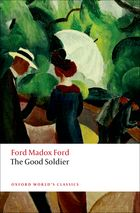 Ford Madox Ford
The Good Soldier
OXFORD WORLD'S CLASSICS